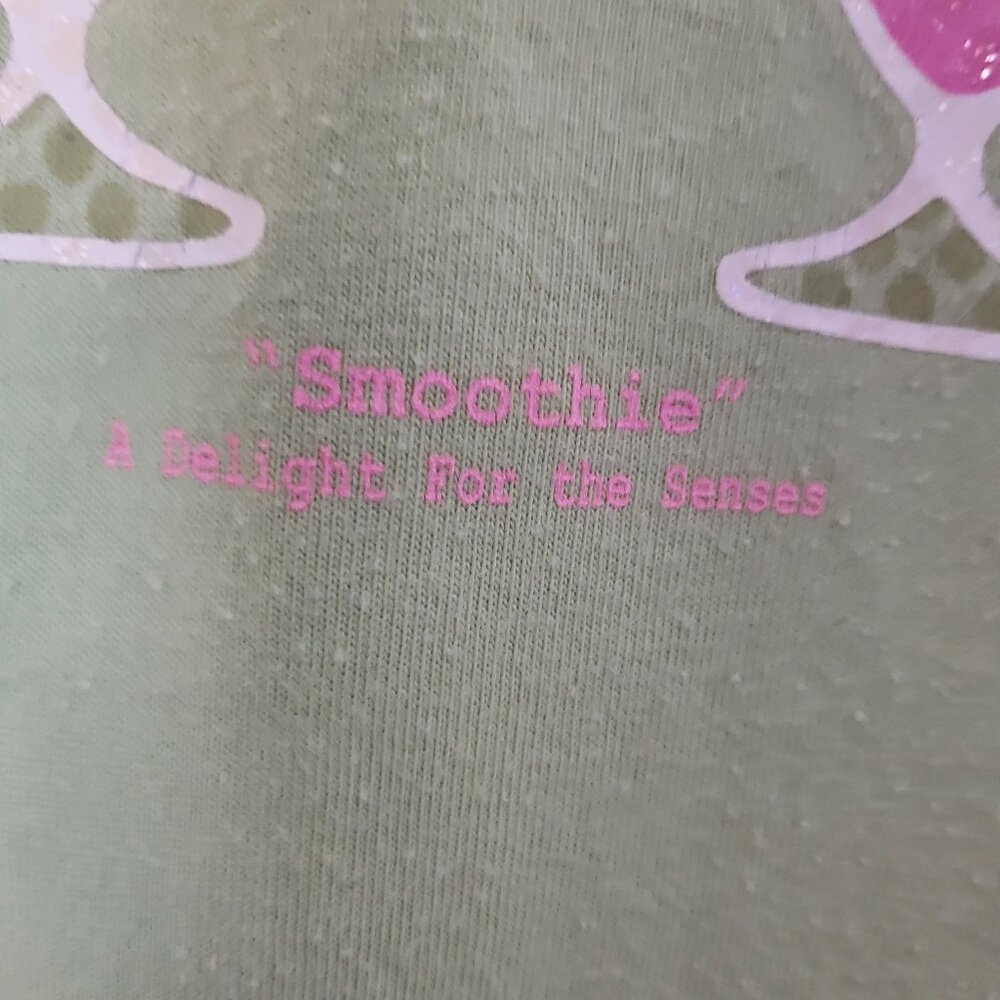 "Smoothie"
A Delight For the Senses